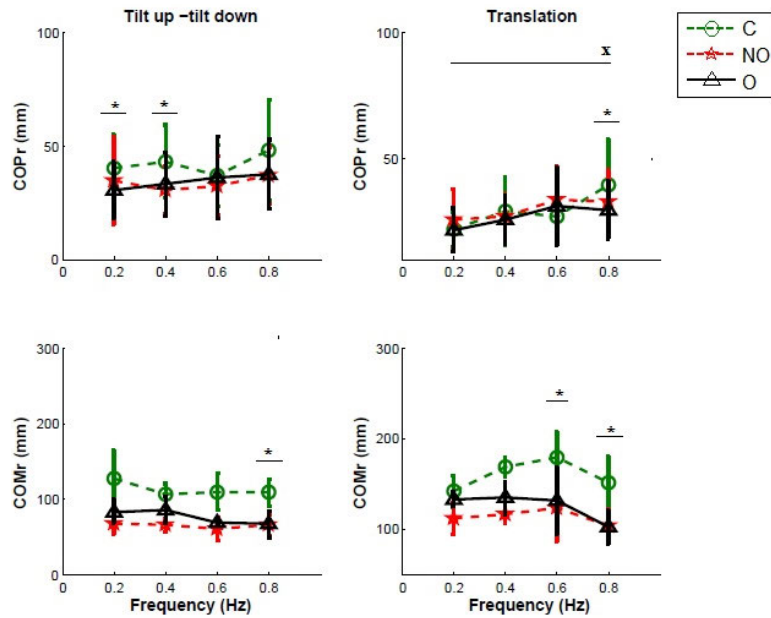 Tilt up −tilt down
Translation
C
NO
O
100
50
0
COPr (mm)
* *
0 0.2 0.4 0.6 0.8
100
50
COPr (mm)
x
*
0 0.2 0.4 0.6 0.8
300
200
100
0
COMr (mm)
*
0 0.2 0.4 0.6 0.8
Frequency (Hz)
300
200
100
COMr (mm)
*
*
0 0.2 0.4 0.6 0.8
Frequency (Hz)